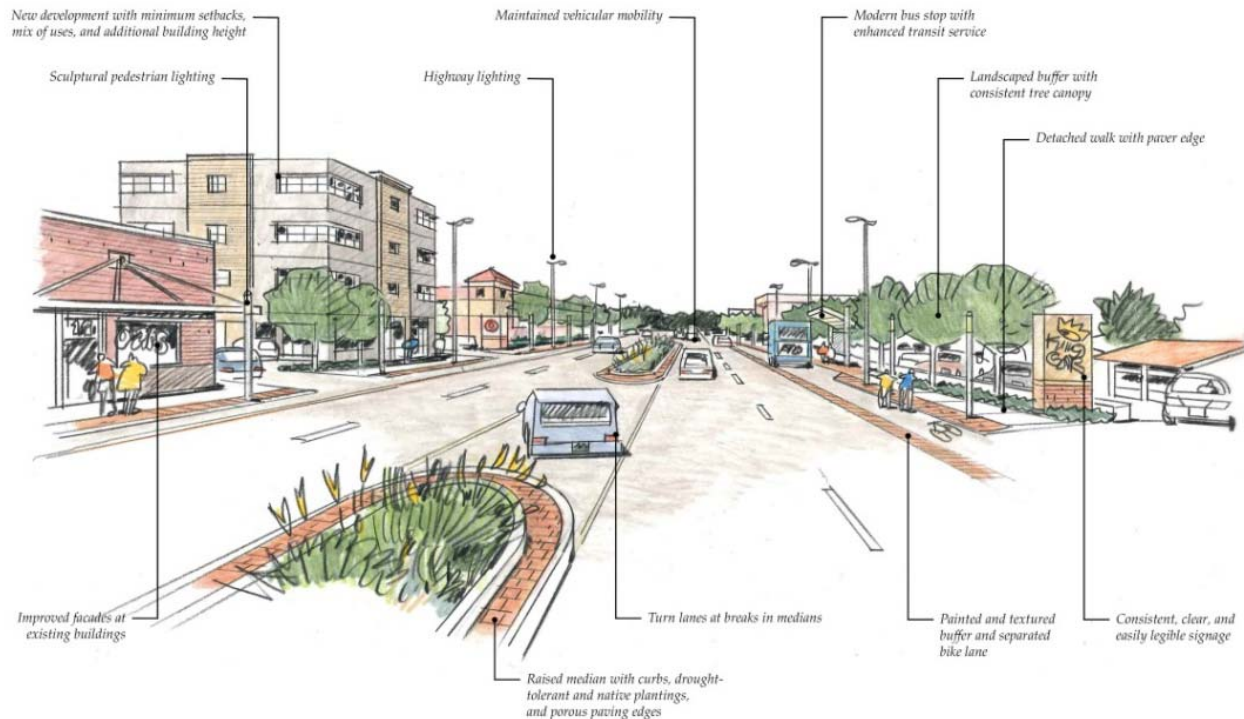 New development with minimum setbacks,
mix of uses, and additional building height
Maintained vehicular mobility
Modern bus stop with
enhanced transit service
Sculptural pedestrian lighting
Highway lighting
Landscaped buffer with
consistent tree canopy
Detached walk with paver edge
KING
CAR
Improved facades at
existing buildings
Turn lanes at breaks in medians
Painted and textured
buffer and separated
bike lane
Consistent, clear, and
easily legible signage
Raised median with curbs, drought-
tolerant and native plantings,
and porous paving edges